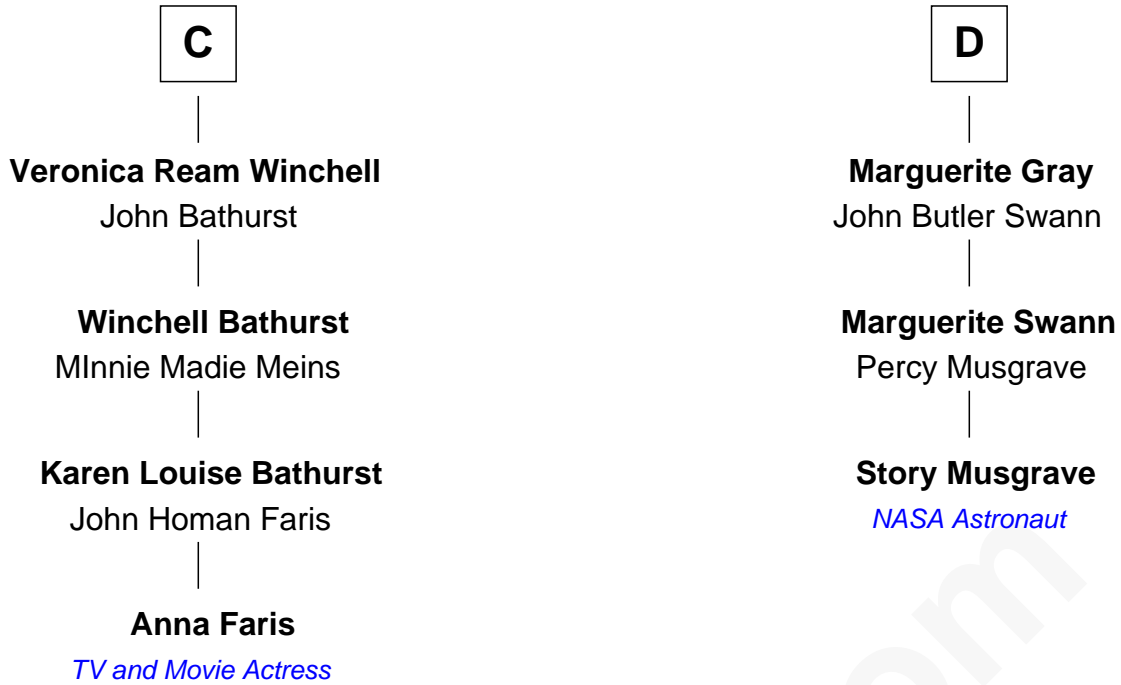 C
Veronica Ream Winchell
John Bathurst
Winchell Bathurst
MInnie Madie Meins
Karen Louise Bathurst
John Homan Faris
Anna Faris
TV and Movie Actress
D
Marguerite Gray
John Butler Swann
Marguerite Swann
Percy Musgrave
Story Musgrave
NASA Astronaut
om